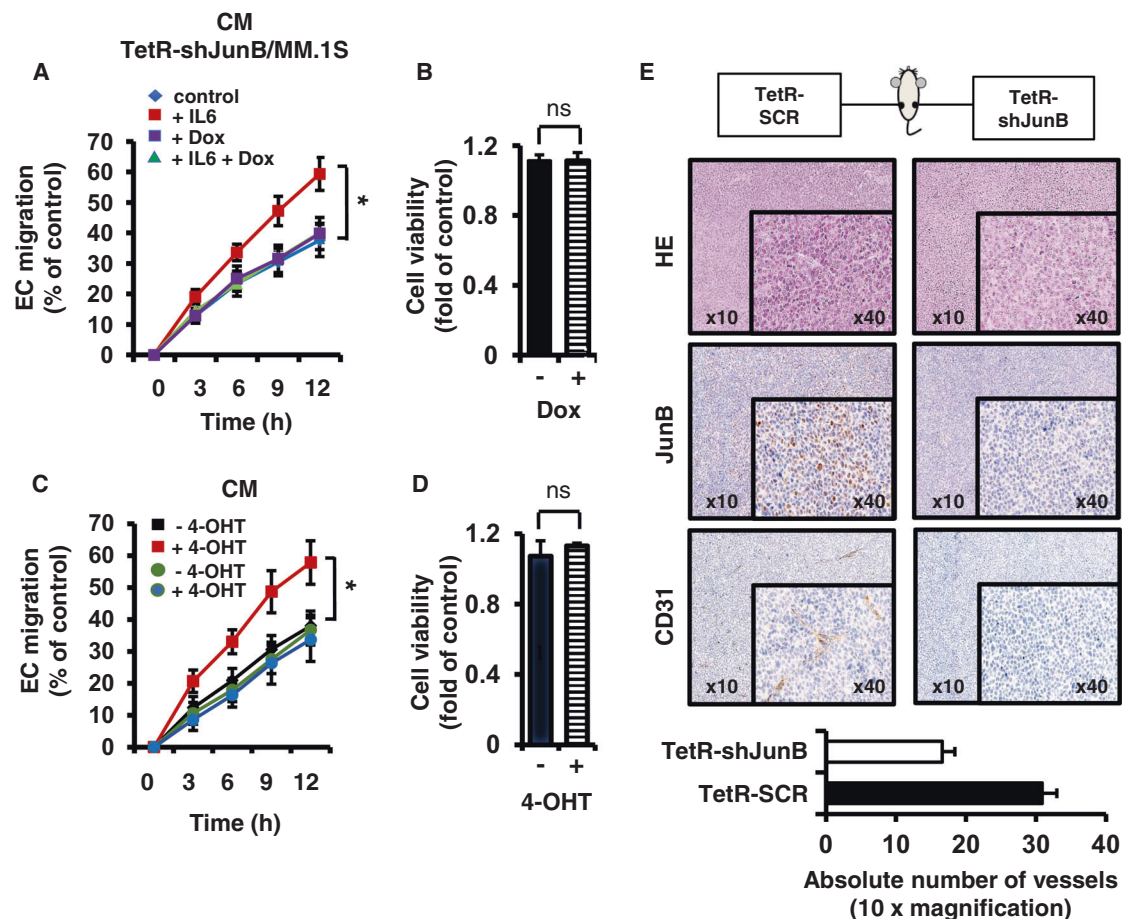 CM
TetR-shJunB/MM.1S
A
control
+ IL6
+ Dox
+ IL6 + Dox
EC migration
(% of control)
70
60
50
40
30
20
10
0
0 3 6 9 12
Time (h)
*
B
ns
Cell viability
(fold of control)
1.2
0.8
0.4
0
- +
Dox
C
CM
- 4-OHT
+ 4-OHT
- 4-OHT
+ 4-OHT
EC migration
(% of control)
70
60
50
40
30
20
10
0
0 3 6 9 12
Time (h)
*
D
ns
Cell viability
(fold of control)
1.2
0.8
0.4
0
- +
4-OHT
E
TetR-
SCR
TetR-
shJunB
HE
x10 x40
x10 x40
JunB
x10 x40
x10 x40
CD31
x10 x40
x10 x40
TetR-shJunB
TetR-SCR
0 10 20 30 40
Absolute number of vessels
(10 x magnification)